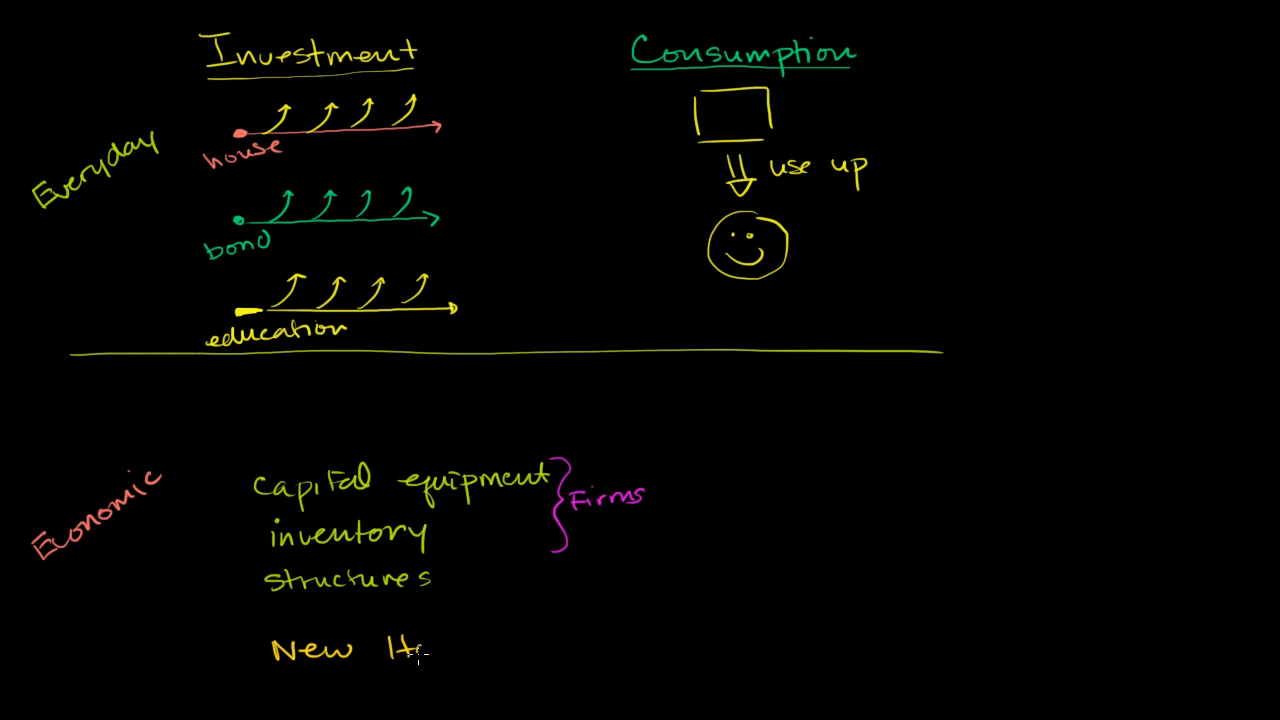 Investment
Consumption
Everyday
house
use up
bond
education
Economic
capital equipment
Firms
inventory
structures
New H